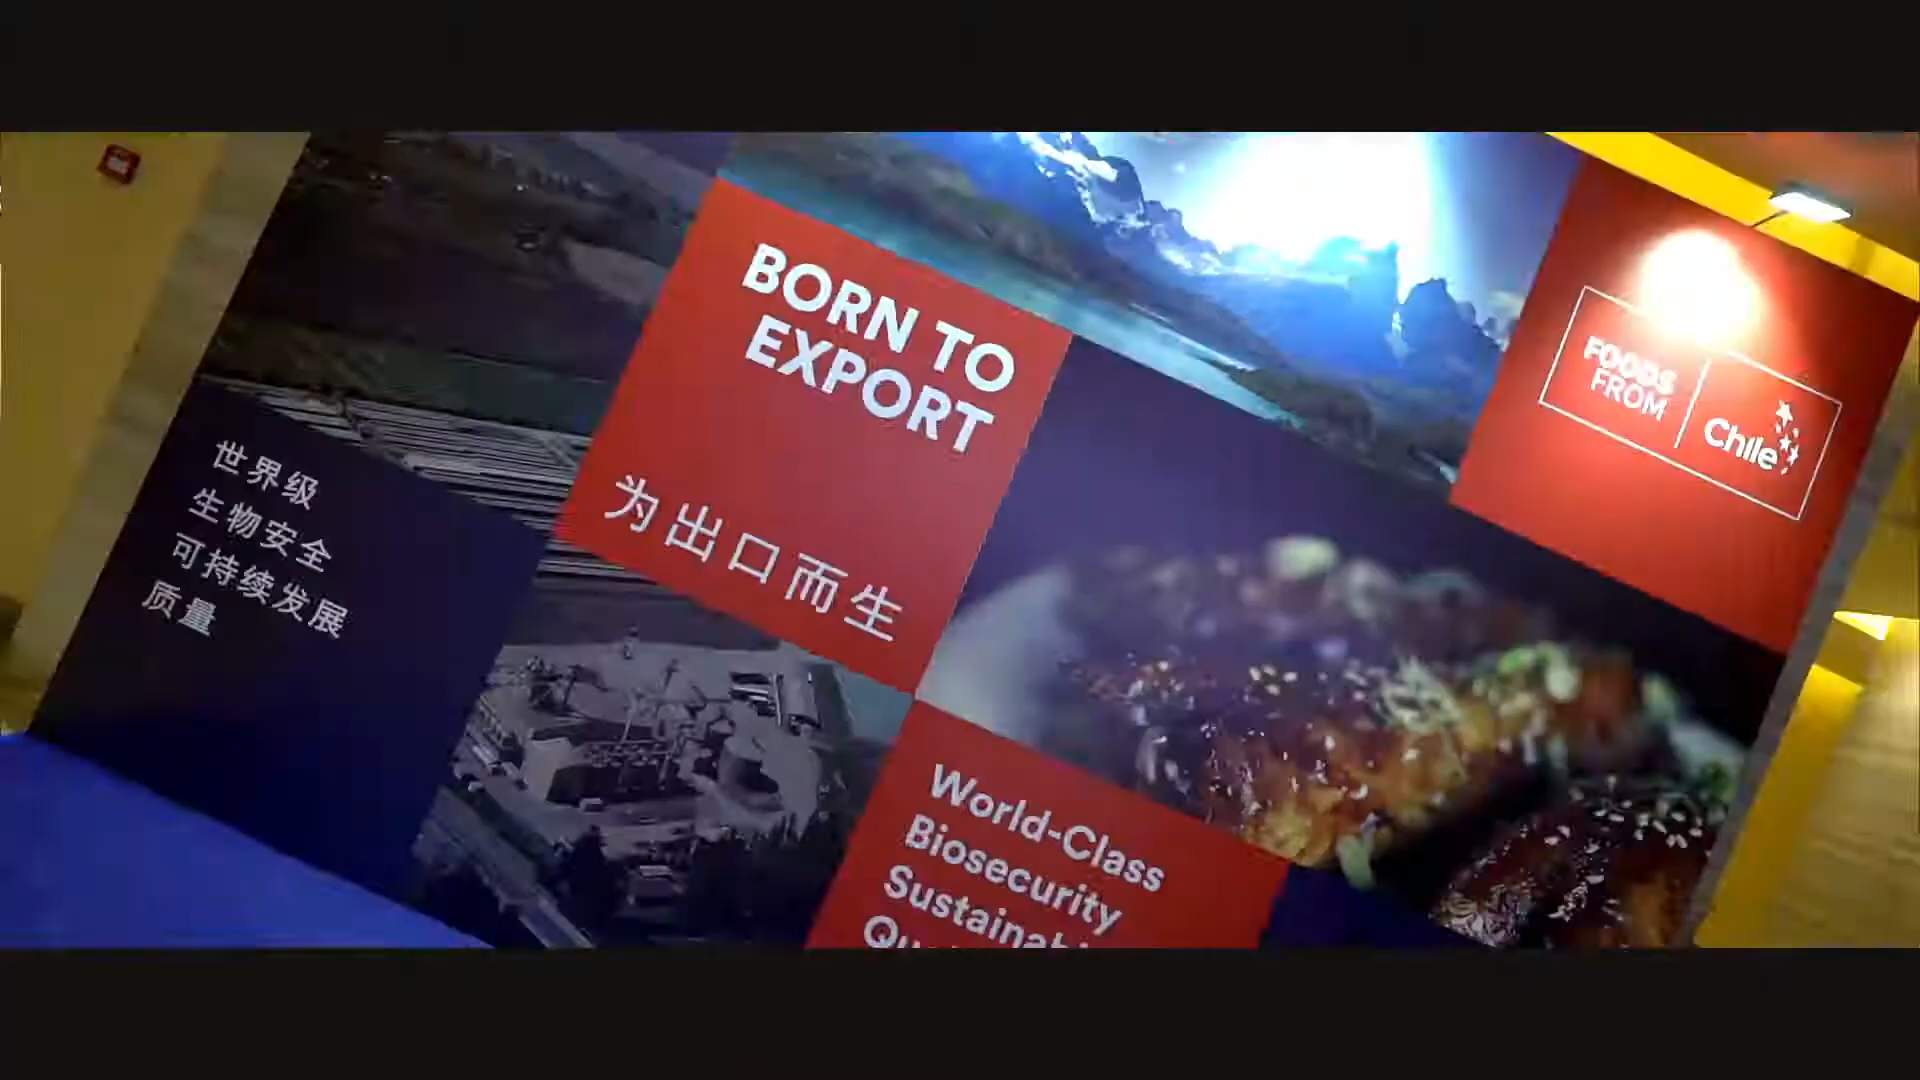 BORN TO
EXPORT
为出口而生
FOODS
FROM
Chile
世界级
生物安全
可持续发展
质量
World-Class
Biosecurity